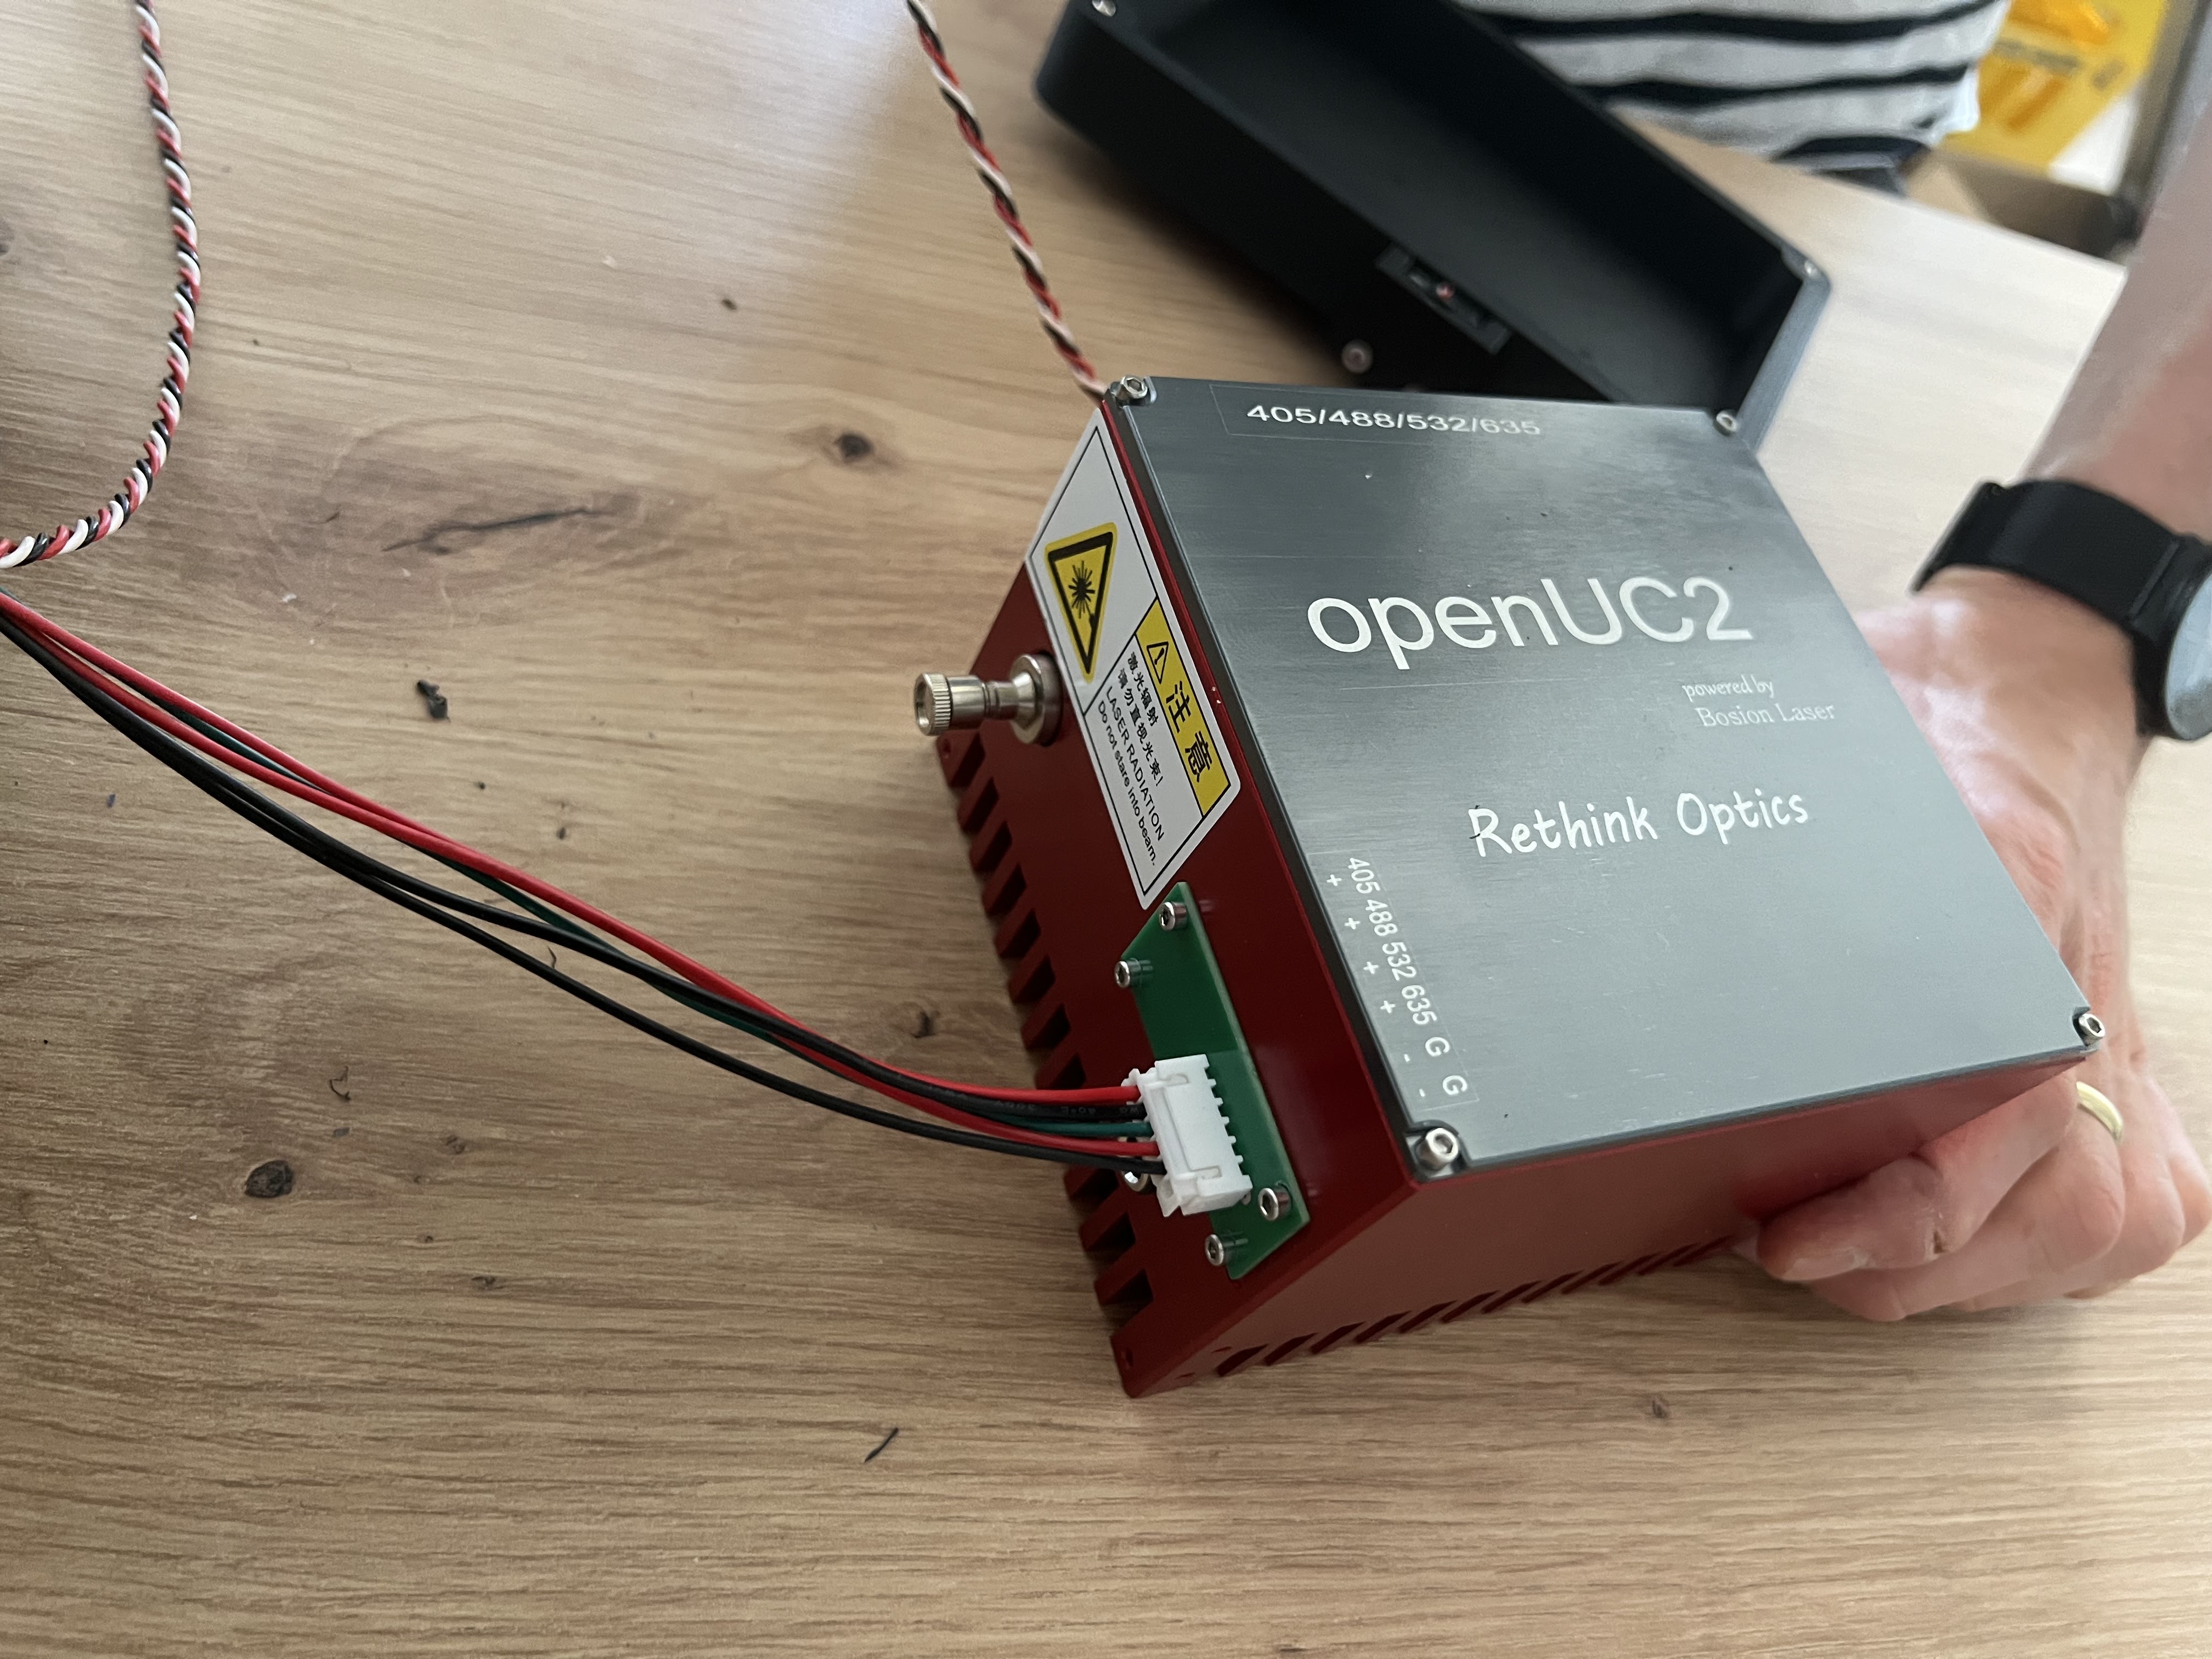 405/488/532/635
openUC2
powered by
Bosion Laser
Rethink Optics
405 488 532 635 G G
+ + + + - -
注意
激光辐射
请勿直视光束!
LASER RADIATION
Do not stare into beam.